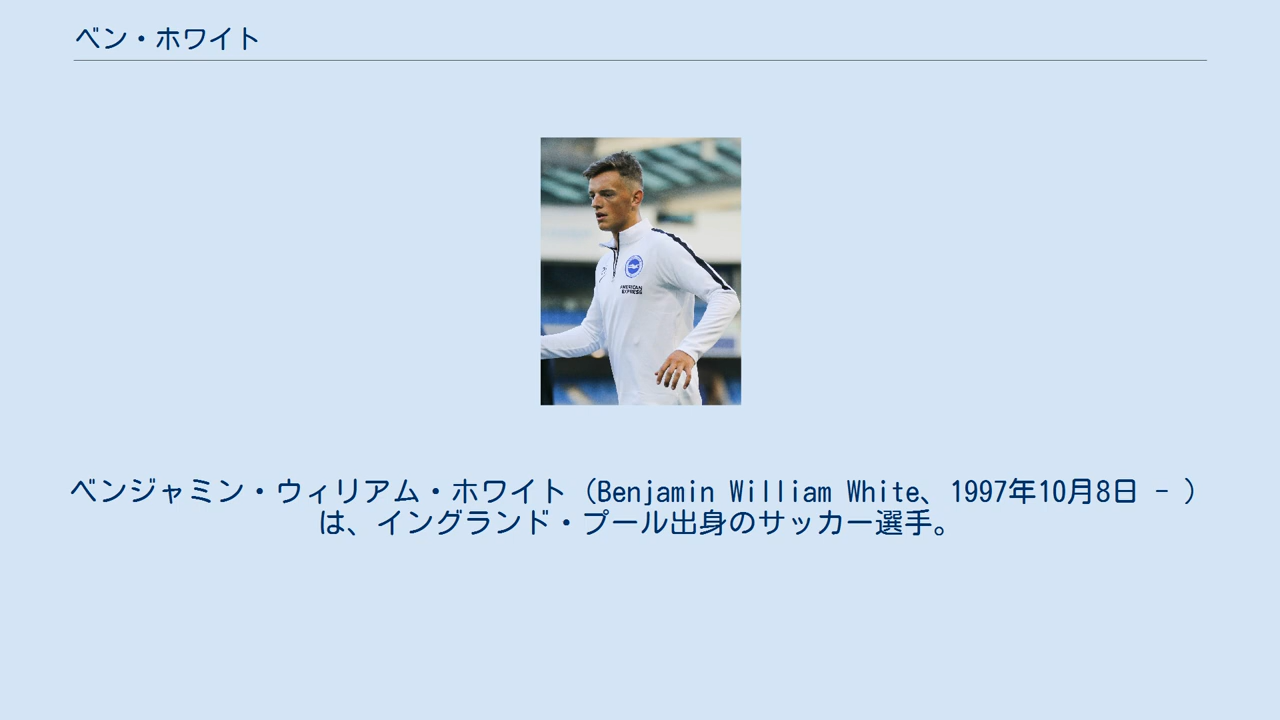 ベン・ホワイト
AMERICAN
EXPRESS
ベンジャミン・ウィリアム・ホワイト（Benjamin William White、1997年10月8日 - ）
は、イングランド・プール出身のサッカー選手。